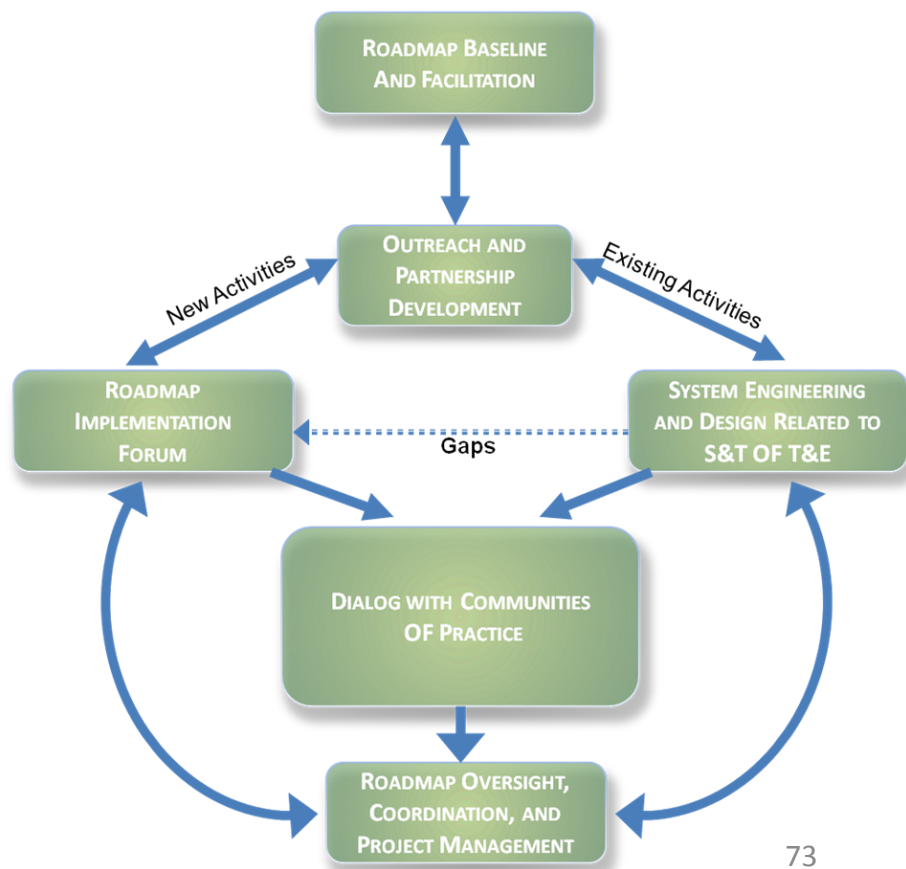 ROADMAP BASELINE
AND FACILITATION
OUTREACH AND
PARTNERSHIP
DEVELOPMENT
New Activities
Existing Activities
ROADMAP
IMPLEMENTATION
FORUM
SYSTEM ENGINEERING
AND DESIGN RELATED TO
S&T OF T&E
Gaps
DIALOG WITH COMMUNITIES
OF PRACTICE
ROADMAP OVERSIGHT,
COORDINATION, AND
PROJECT MANAGEMENT
73